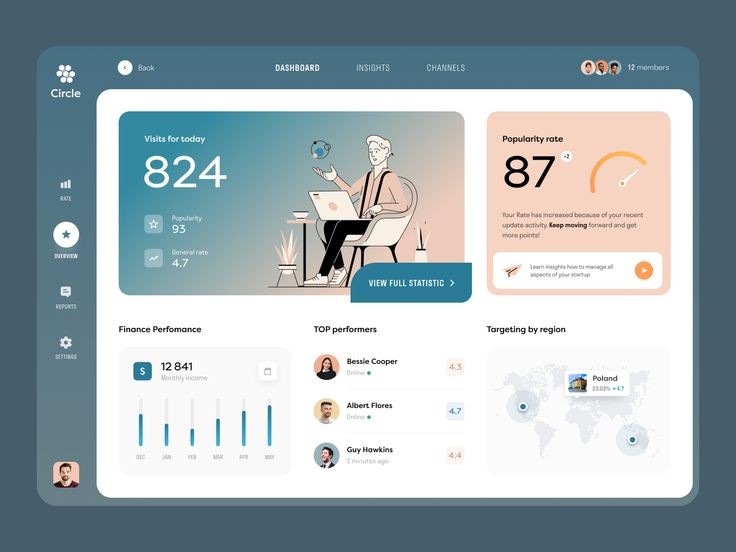 Circle
Back
DASHBOARD
INSIGHTS
CHANNELS
12 members
RATE
OVERVIEW
REPORTS
SETTINGS
Visits for today
824
Popularity
93
General rate
4.7
VIEW FULL STATISTIC
Popularity rate
87
+2
Your Rate has increased because of your recent
update activity. Keep moving forward and get
more points!
Learn insights how to manage all
aspects of your startup
Finance Perfomance
$
12 841
Monthly income
DEC
JAN
FEB
MAR
APR
MAY
TOP performers
Bessie Cooper
Online
4.3
Albert Flores
Online
4.7
Guy Hawkins
2 minutes ago
4.4
Targeting by region
Poland
23.03% + 4.7